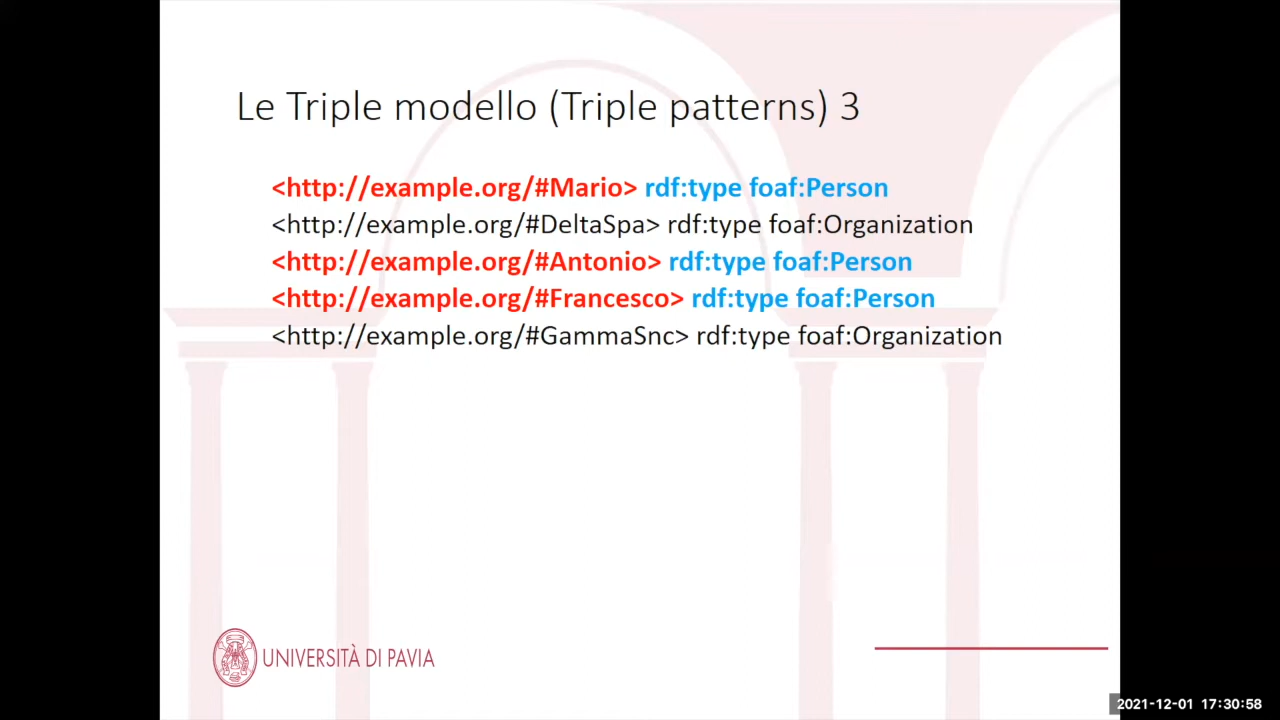 Le Triple modello (Triple patterns) 3
<http://example.org/#Mario> rdf:type foaf:Person
<http://example.org/#DeltaSpa> rdf:type foaf:Organization
<http://example.org/#Antonio> rdf:type foaf:Person
<http://example.org/#Francesco> rdf:type foaf:Person
<http://example.org/#GammaSnc> rdf:type foaf:Organization
UNIVERSITÀ DI PAVIA
2021-12-01 17:30:58